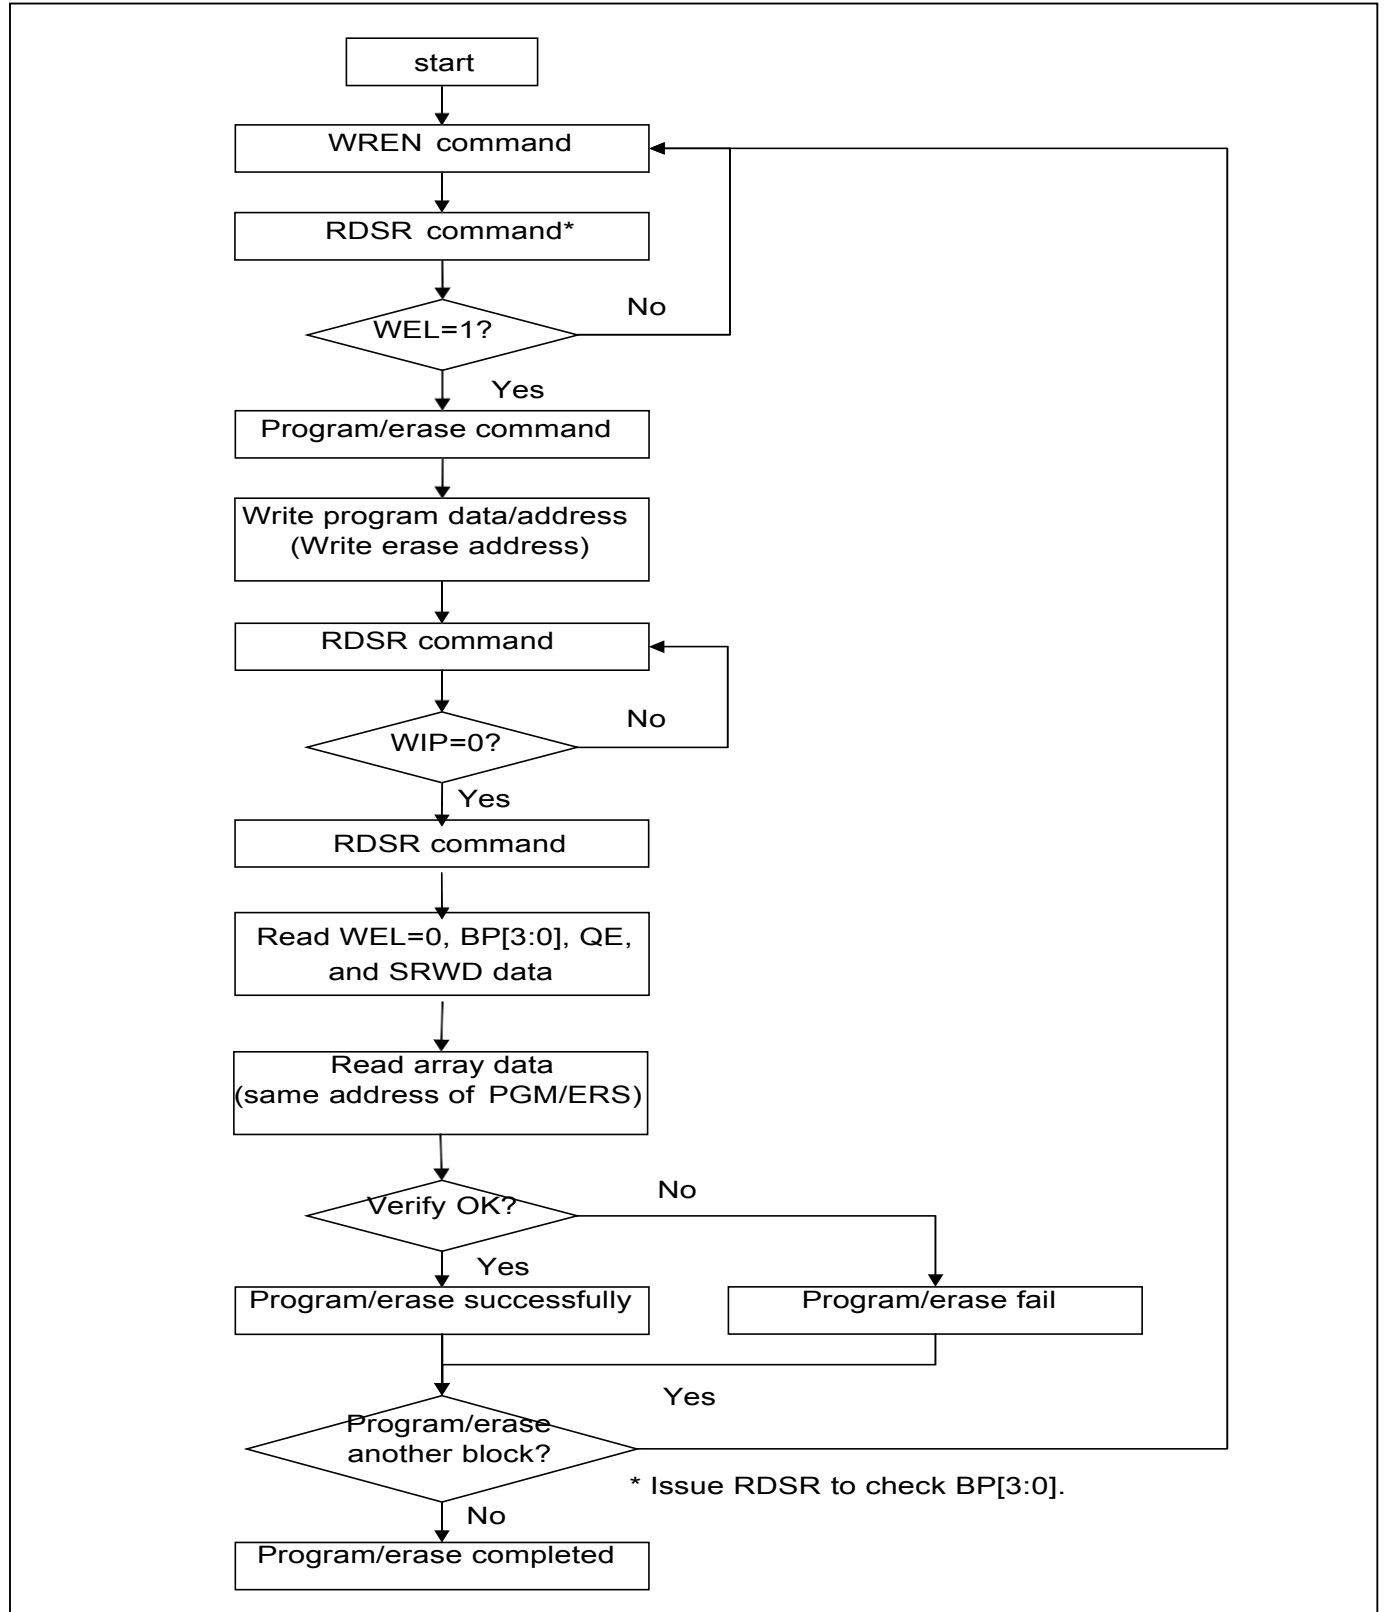 start
WREN command
RDSR command*
No
WEL=1?
Yes
Program/erase command
Write program data/address
(Write erase address)
RDSR command
No
WIP=0?
Yes
RDSR command
Read WEL=0, BP[3:0], QE,
and SRWD data
Read array data
(same address of PGM/ERS)
No
Verify OK?
Yes
Program/erase successfully
Program/erase fail
Yes
Program/erase
another block?
* Issue RDSR to check BP[3:0].
No
Program/erase completed